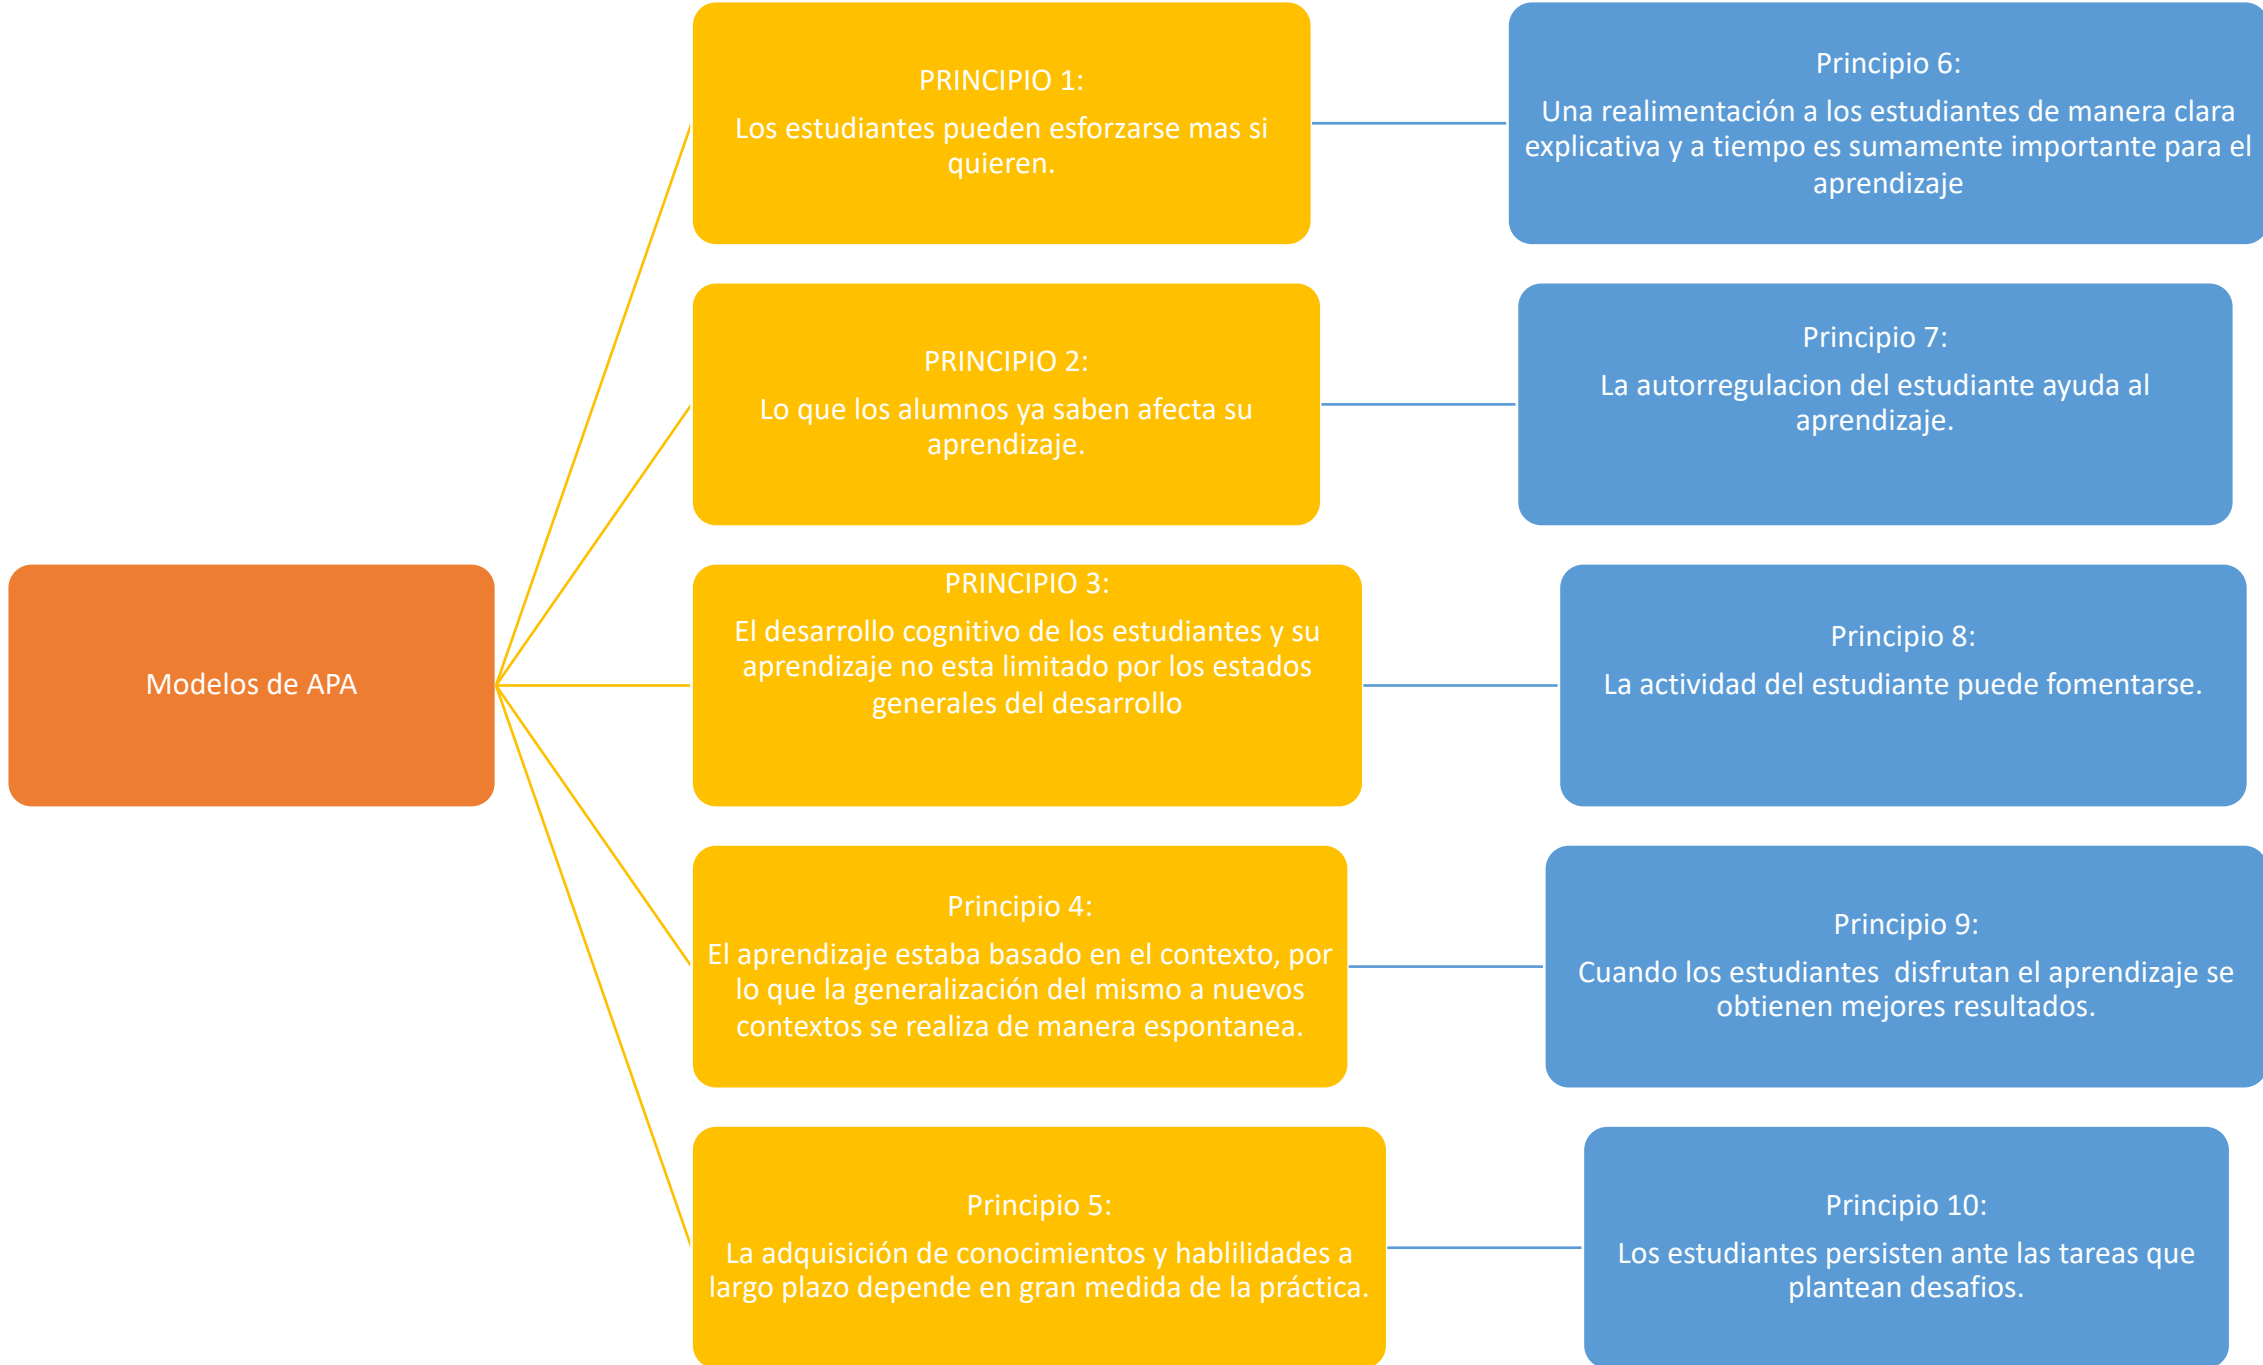 Modelos de APA
PRINCIPIO 1:
Los estudiantes pueden esforzarse mas si
quieren.
Principio 6:
Una realimentación a los estudiantes de manera clara
explicativa y a tiempo es sumamente importante para el
aprendizaje
PRINCIPIO 2:
Lo que los alumnos ya saben afecta su
aprendizaje.
Principio 7:
La autorregulacion del estudiante ayuda al
aprendizaje.
PRINCIPIO 3:
El desarrollo cognitivo de los estudiantes y su
aprendizaje no esta limitado por los estados
generales del desarrollo
Principio 8:
La actividad del estudiante puede fomentarse.
Principio 4:
El aprendizaje estaba basado en el contexto, por
lo que la generalización del mismo a nuevos
contextos se realiza de manera espontanea.
Principio 9:
Cuando los estudiantes  disfrutan el aprendizaje se
obtienen mejores resultados.
Principio 5:
La adquisición de conocimientos y hablilidades a
largo plazo depende en gran medida de la práctica.
Principio 10:
Los estudiantes persisten ante las tareas que
plantean desafios.